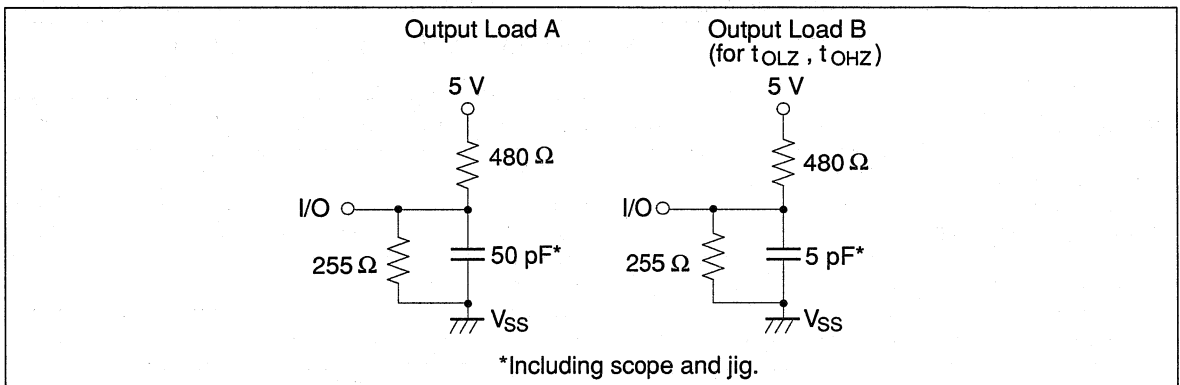 Output Load A
5 V
480 Ω
I/O
255 Ω
50 pF*
VSS
Output Load B
(for tOLZ , tOHZ)
5 V
480 Ω
I/O
255 Ω
5 pF*
VSS
*Including scope and jig.